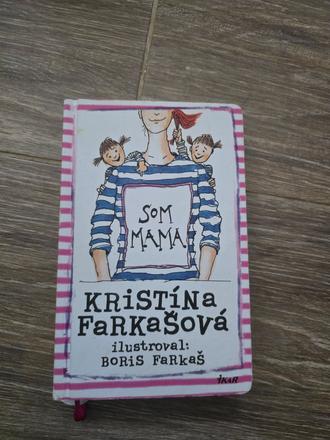 SOM
MAMA
KRiSTíNA
FaRKaŠOVá
ilustroval:
BORiS FaRKaŠ
IKAR